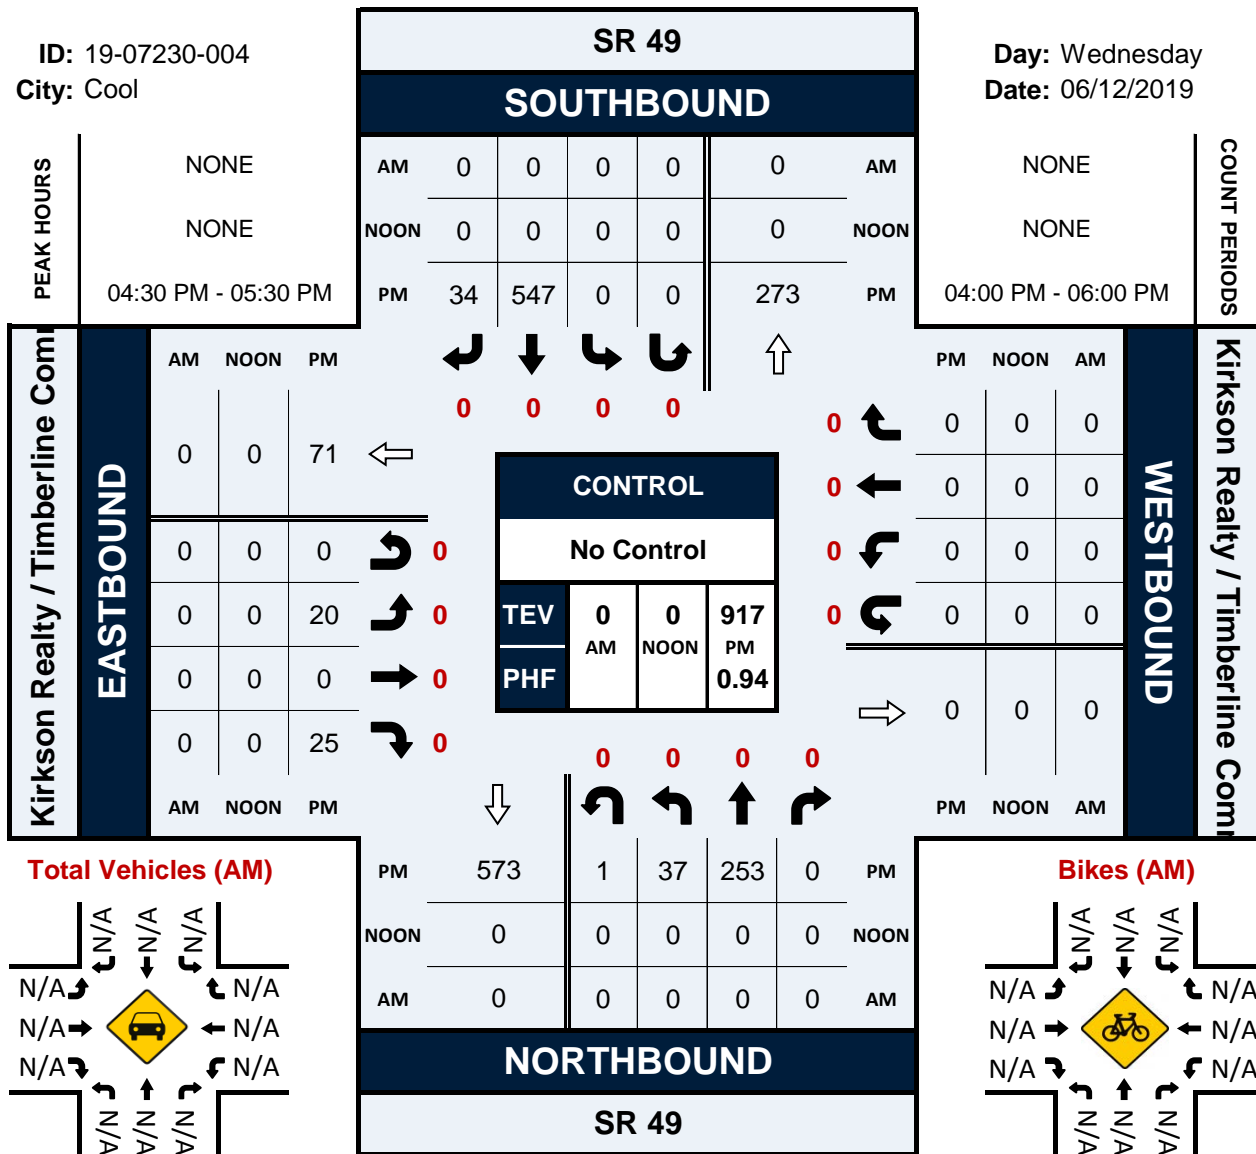 ID: 19-07230-004
City: Cool
SR 49
Day: Wednesday
Date: 06/12/2019
SOUTHBOUND
PEAK HOURS
NONE
NONE
04:30 PM - 05:30 PM
AM 0 0 0 0 0 AM
NOON 0 0 0 0 0 NOON
PM 34 547 0 0 273 PM
NONE
NONE
04:00 PM - 06:00 PM
COUNT PERIODS
0 0 0 0
Kirkson Realty / Timberline Com
EASTBOUND
AM NOON PM
0 0 71
0 0 0 0
0 0 20 0
0 0 0 0
0 0 25 0
AM NOON PM
CONTROL
No Control
TEV 0 0 917
AM NOON PM
PHF 0.94
PM NOON AM
0 0 0 0
0 0 0 0
0 0 0 0
0 0 0 0
0 0 0
PM NOON AM
WESTBOUND
Kirkson Realty / Timberline Com
0 0 0 0
PM 573 1 37 253 0 PM
NOON 0 0 0 0 0 NOON
AM 0 0 0 0 0 AM
NORTHBOUND
SR 49
Total Vehicles (AM)
N/A N/A N/A
N/A N/A
N/A N/A
N/A N/A
N/A N/A N/A
Bikes (AM)
N/A N/A N/A
N/A N/A
N/A N/A
N/A N/A
N/A N/A N/A